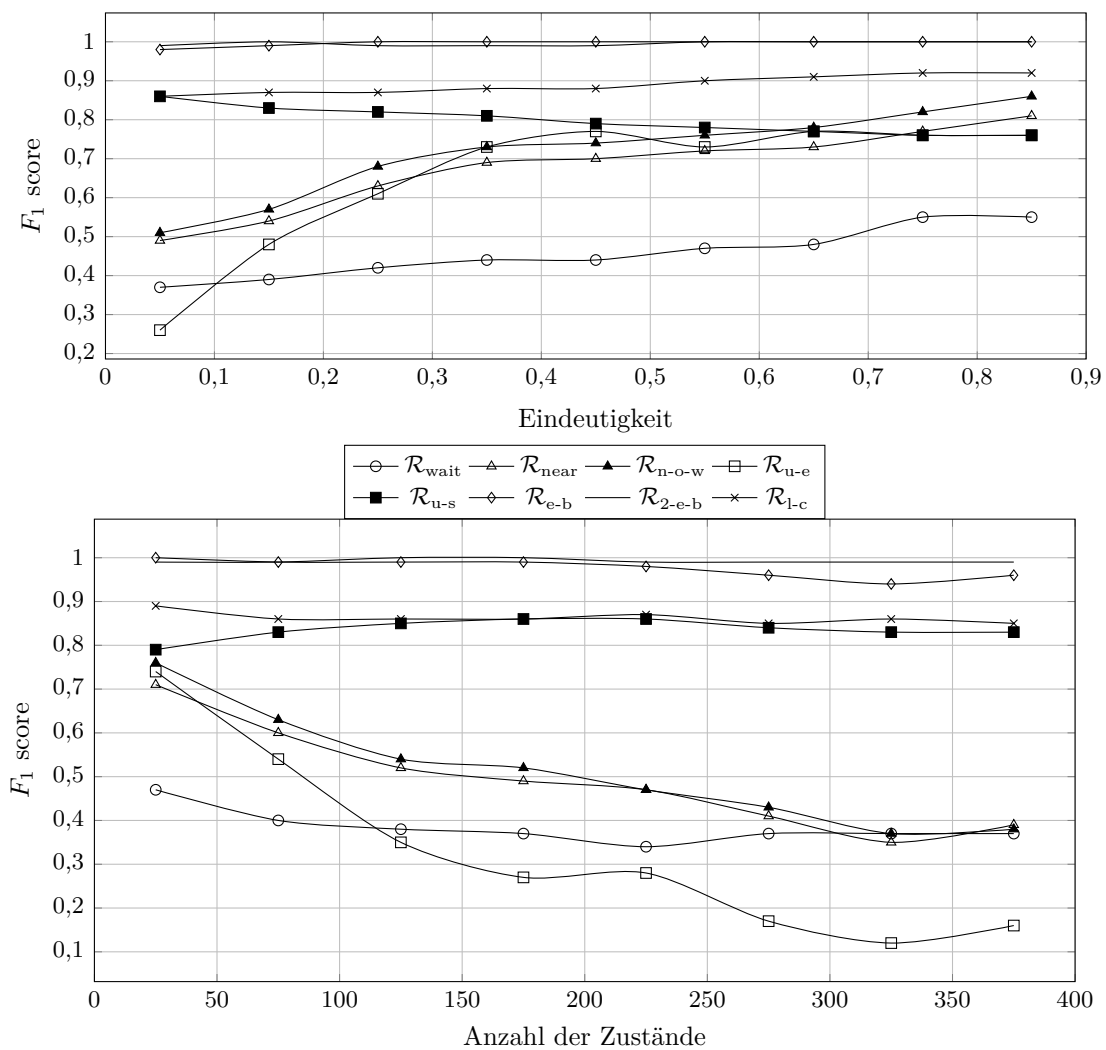 1
0,9
0,8
0,7
0,6
0,5
0,4
0,3
0,2
F1 score
0 0,1 0,2 0,3 0,4 0,5 0,6 0,7 0,8 0,9
Eindeutigkeit
Rwait Rnear Rn-o-w Ru-e
Ru-s Re-b R2-e-b Rl-c
1
0,9
0,8
0,7
0,6
0,5
0,4
0,3
0,2
0,1
F1 score
0 50 100 150 200 250 300 350 400
Anzahl der Zustände